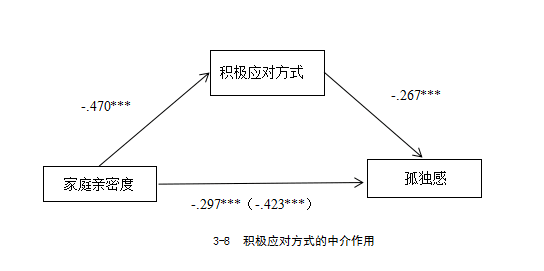 积极应对方式
-.470***
-.267***
家庭亲密度
孤独感
-.297***（-.423***）
3-8 积极应对方式的中介作用